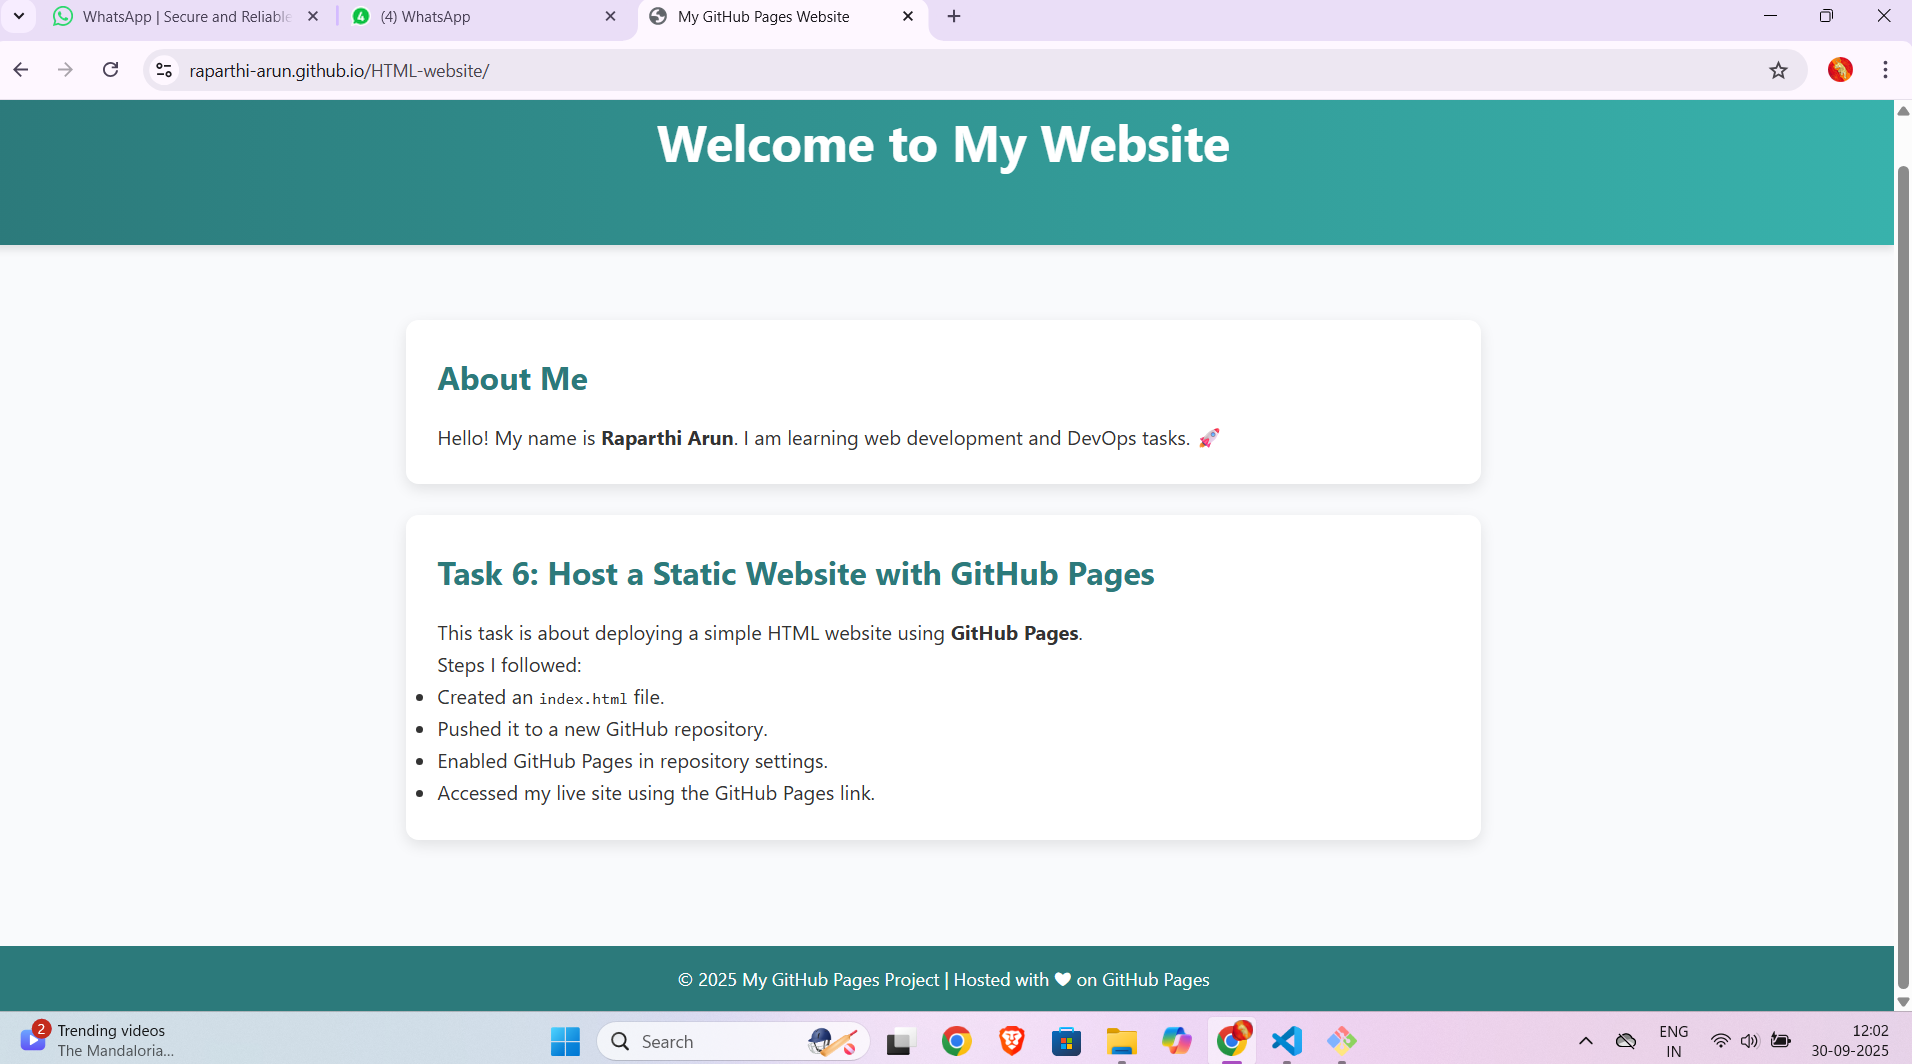 WhatsApp | Secure and Reliable
(4) WhatsApp
My GitHub Pages Website
raparthi-arun.github.io/HTML-website/
Welcome to My Website
About Me
Hello! My name is Raparthi Arun. I am learning web development and DevOps tasks. 🚀
Task 6: Host a Static Website with GitHub Pages
This task is about deploying a simple HTML website using GitHub Pages.
Steps I followed:
• Created an index.html file.
• Pushed it to a new GitHub repository.
• Enabled GitHub Pages in repository settings.
• Accessed my live site using the GitHub Pages link.
© 2025 My GitHub Pages Project | Hosted with ♥ on GitHub Pages
2
Trending videos
The Mandaloria...
Search
ENG
IN
12:02
30-09-2025